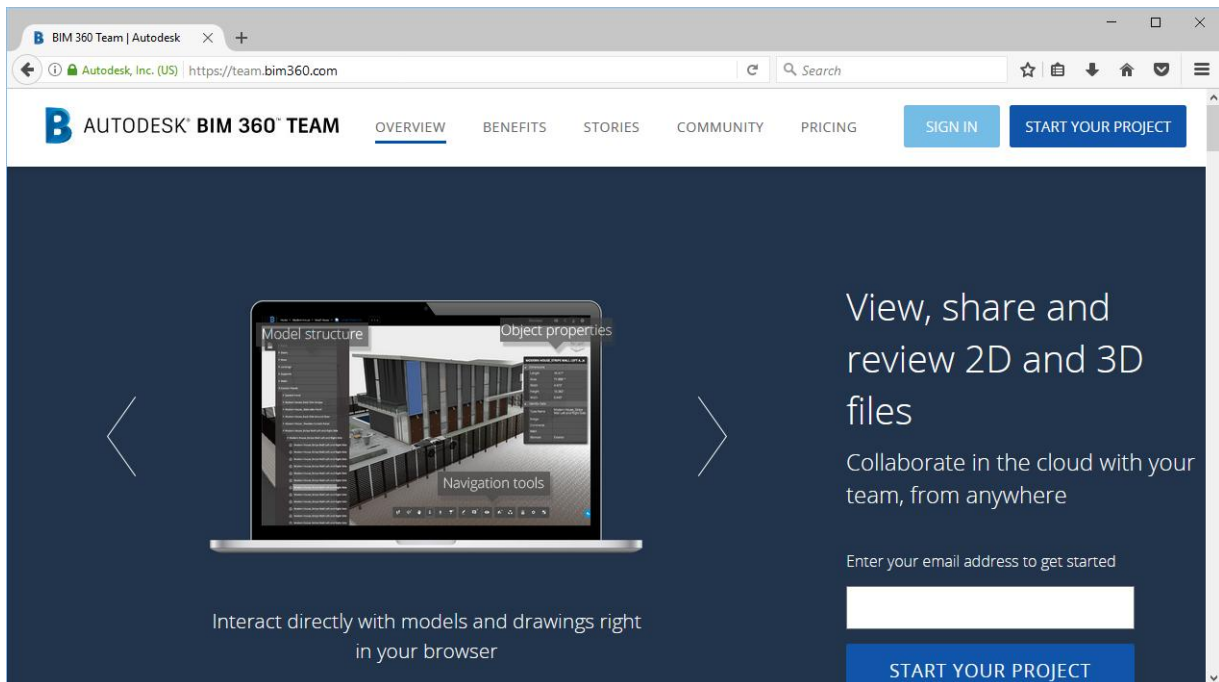 BIM 360 Team | Autodesk
Autodesk, Inc. (US) https://team.bim360.com
Search
AUTODESK® BIM 360™ TEAM
OVERVIEW BENEFITS STORIES COMMUNITY PRICING SIGN IN START YOUR PROJECT
Model structure
Object properties
Navigation tools
Interact directly with models and drawings right
in your browser
View, share and
review 2D and 3D
files
Collaborate in the cloud with your
team, from anywhere
Enter your email address to get started
START YOUR PROJECT